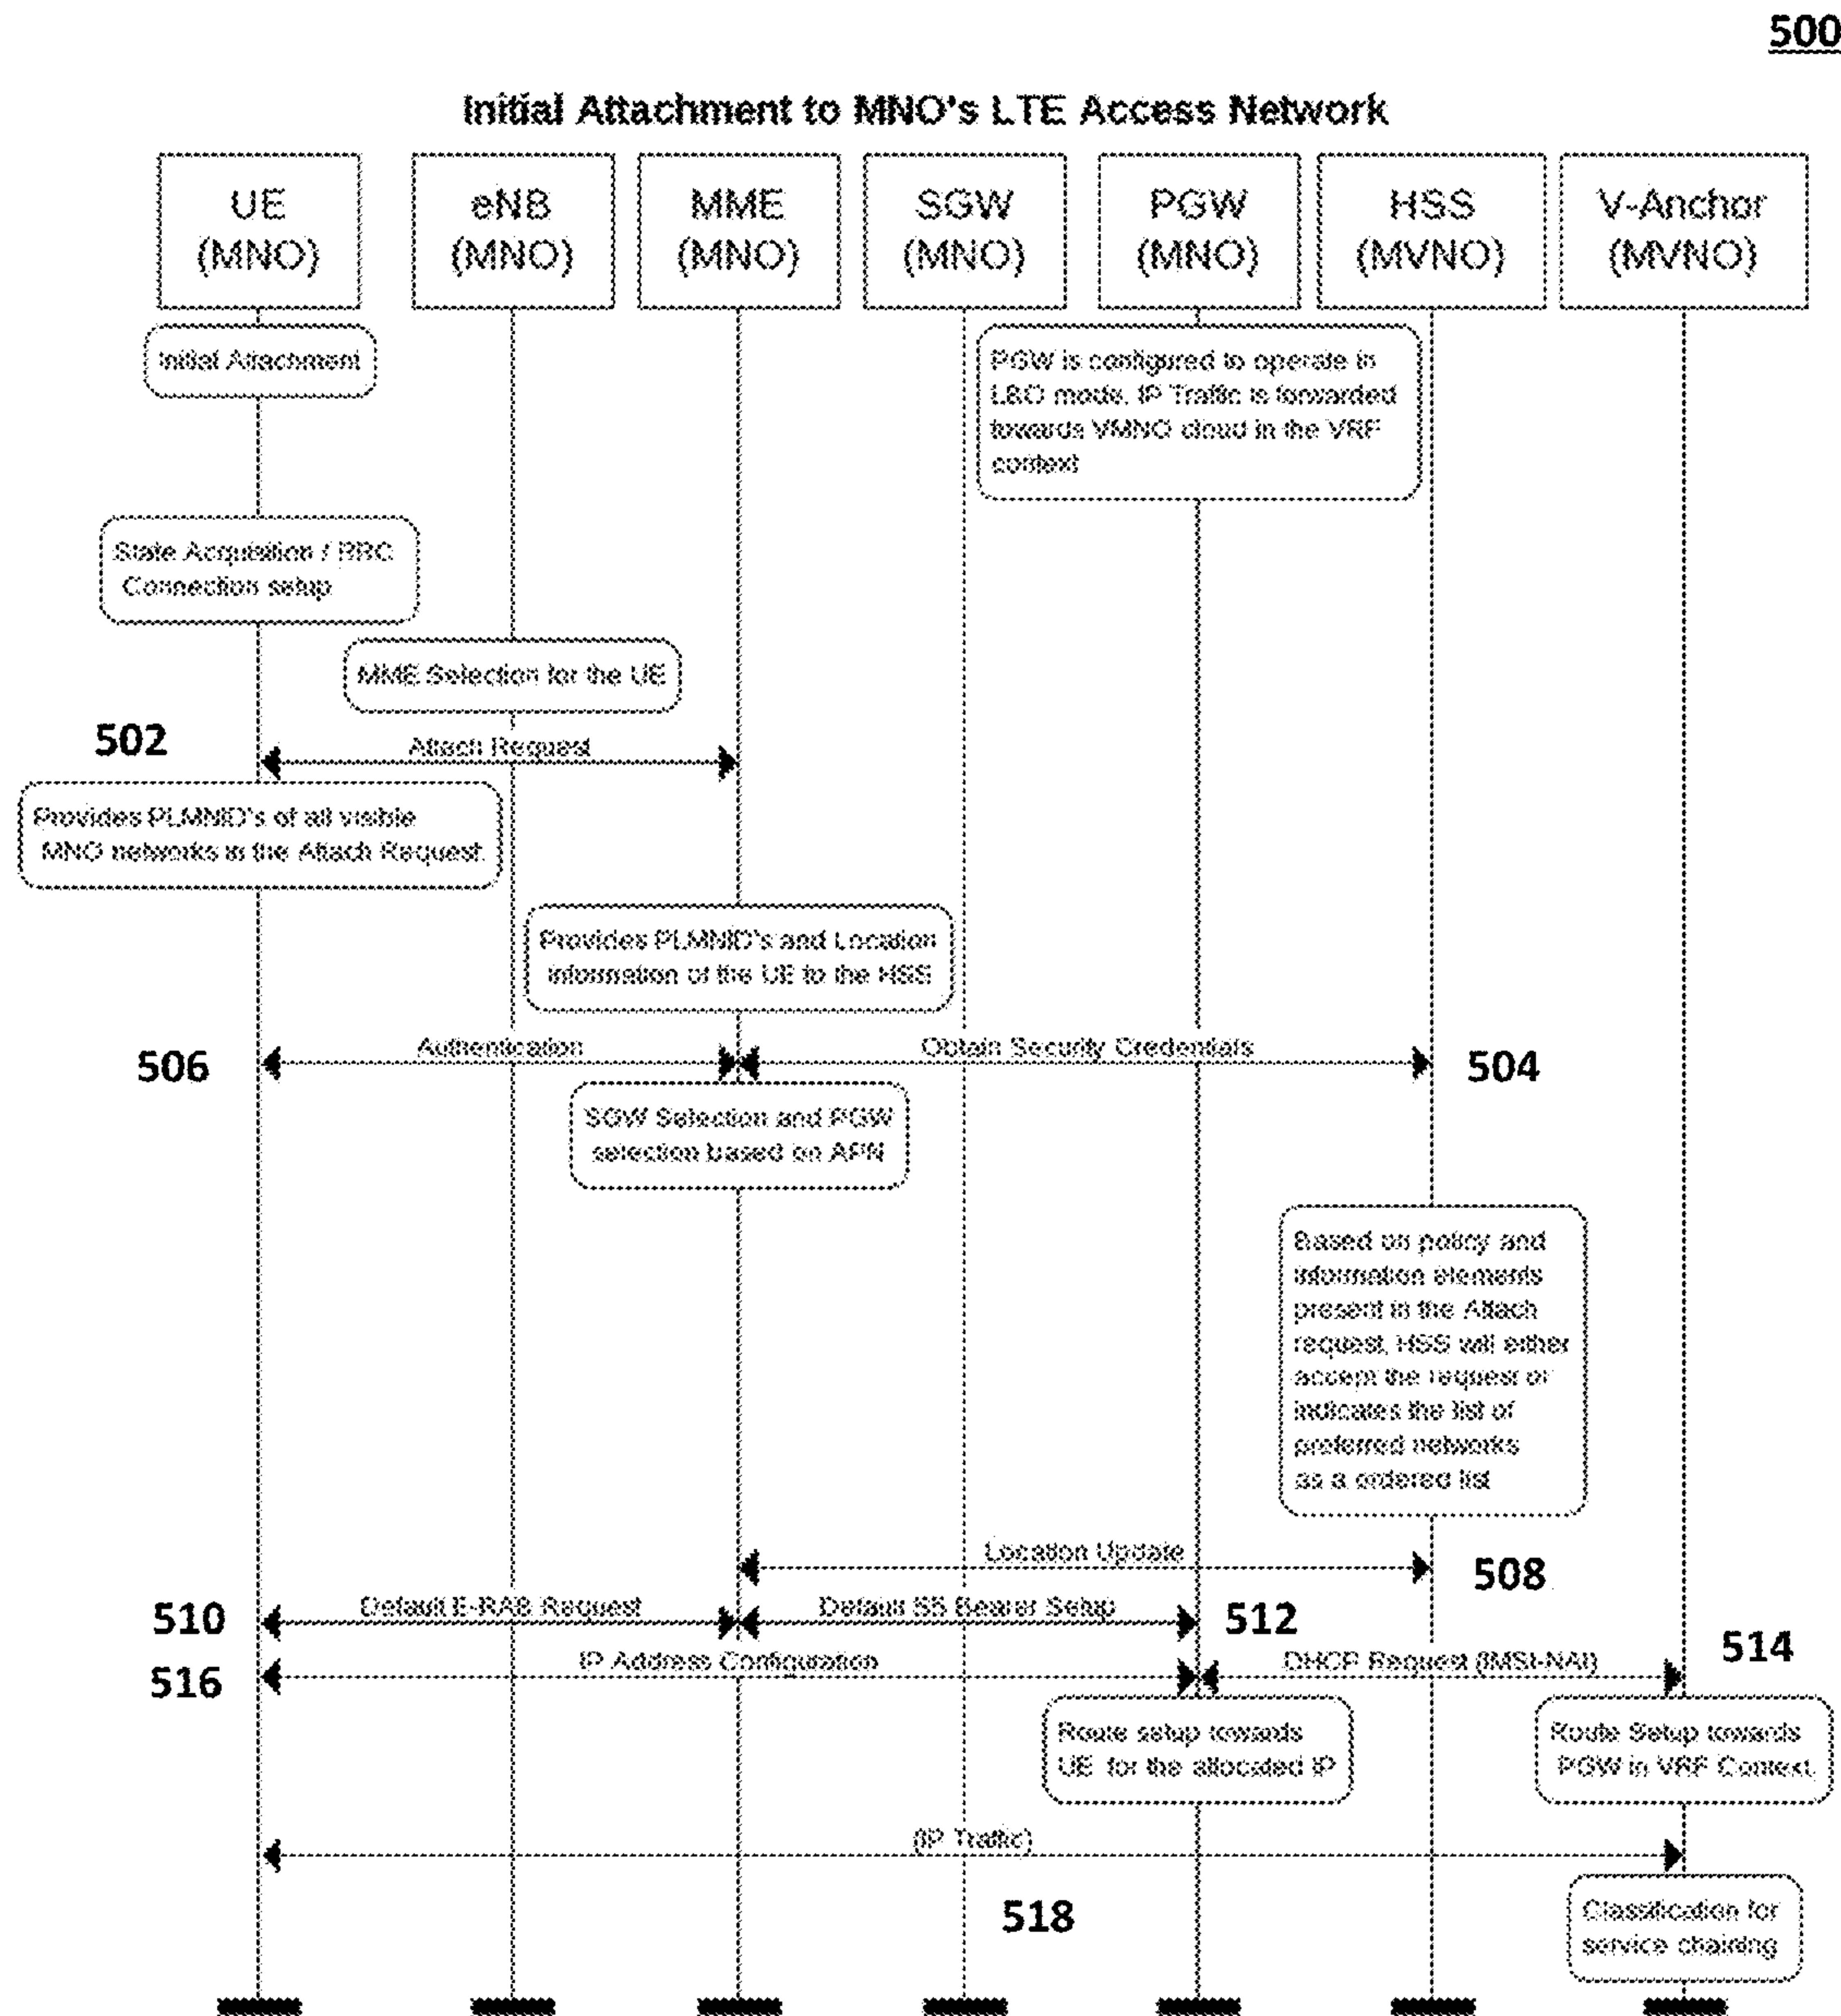 500
Initial Attachment to MNO's LTE Access Network
UE
(MNO)
eNB
(MNO)
MME
(MNO)
SGW
(MNO)
PGW
(MNO)
HSS
(MVNO)
V-Anchor
(MVNO)
Initial Attachment
PGW is configured to operate in
LBO mode. IP Traffic is forwarded
towards VMNO cloud in the VRF
context
State Acquisition / RRC
Connection setup
MME Selection for the UE
502
Attach Request
Provides PLMNID's of all visible
MNO networks in the Attach Request.
Provides PLMNID's and Location
information of the UE to the HSS
506
Authentication
Obtain Security Credentials
504
SGW Selection and PGW
selection based on APN
Based on policy and
information elements
present in the Attach
request, HSS will either
accept the request or
indicates the list of
preferred networks
as a ordered list
Location Update
508
510
Default E-RAB Request
Default S5 Bearer Setup
512
514
516
IP Address Configuration
DHCP Request (IMSI-NAI)
Route setup towards
UE for the allocated IP
Route Setup towards
PGW in VRF Context.
(IP Traffic)
518
Classification for
service chaining